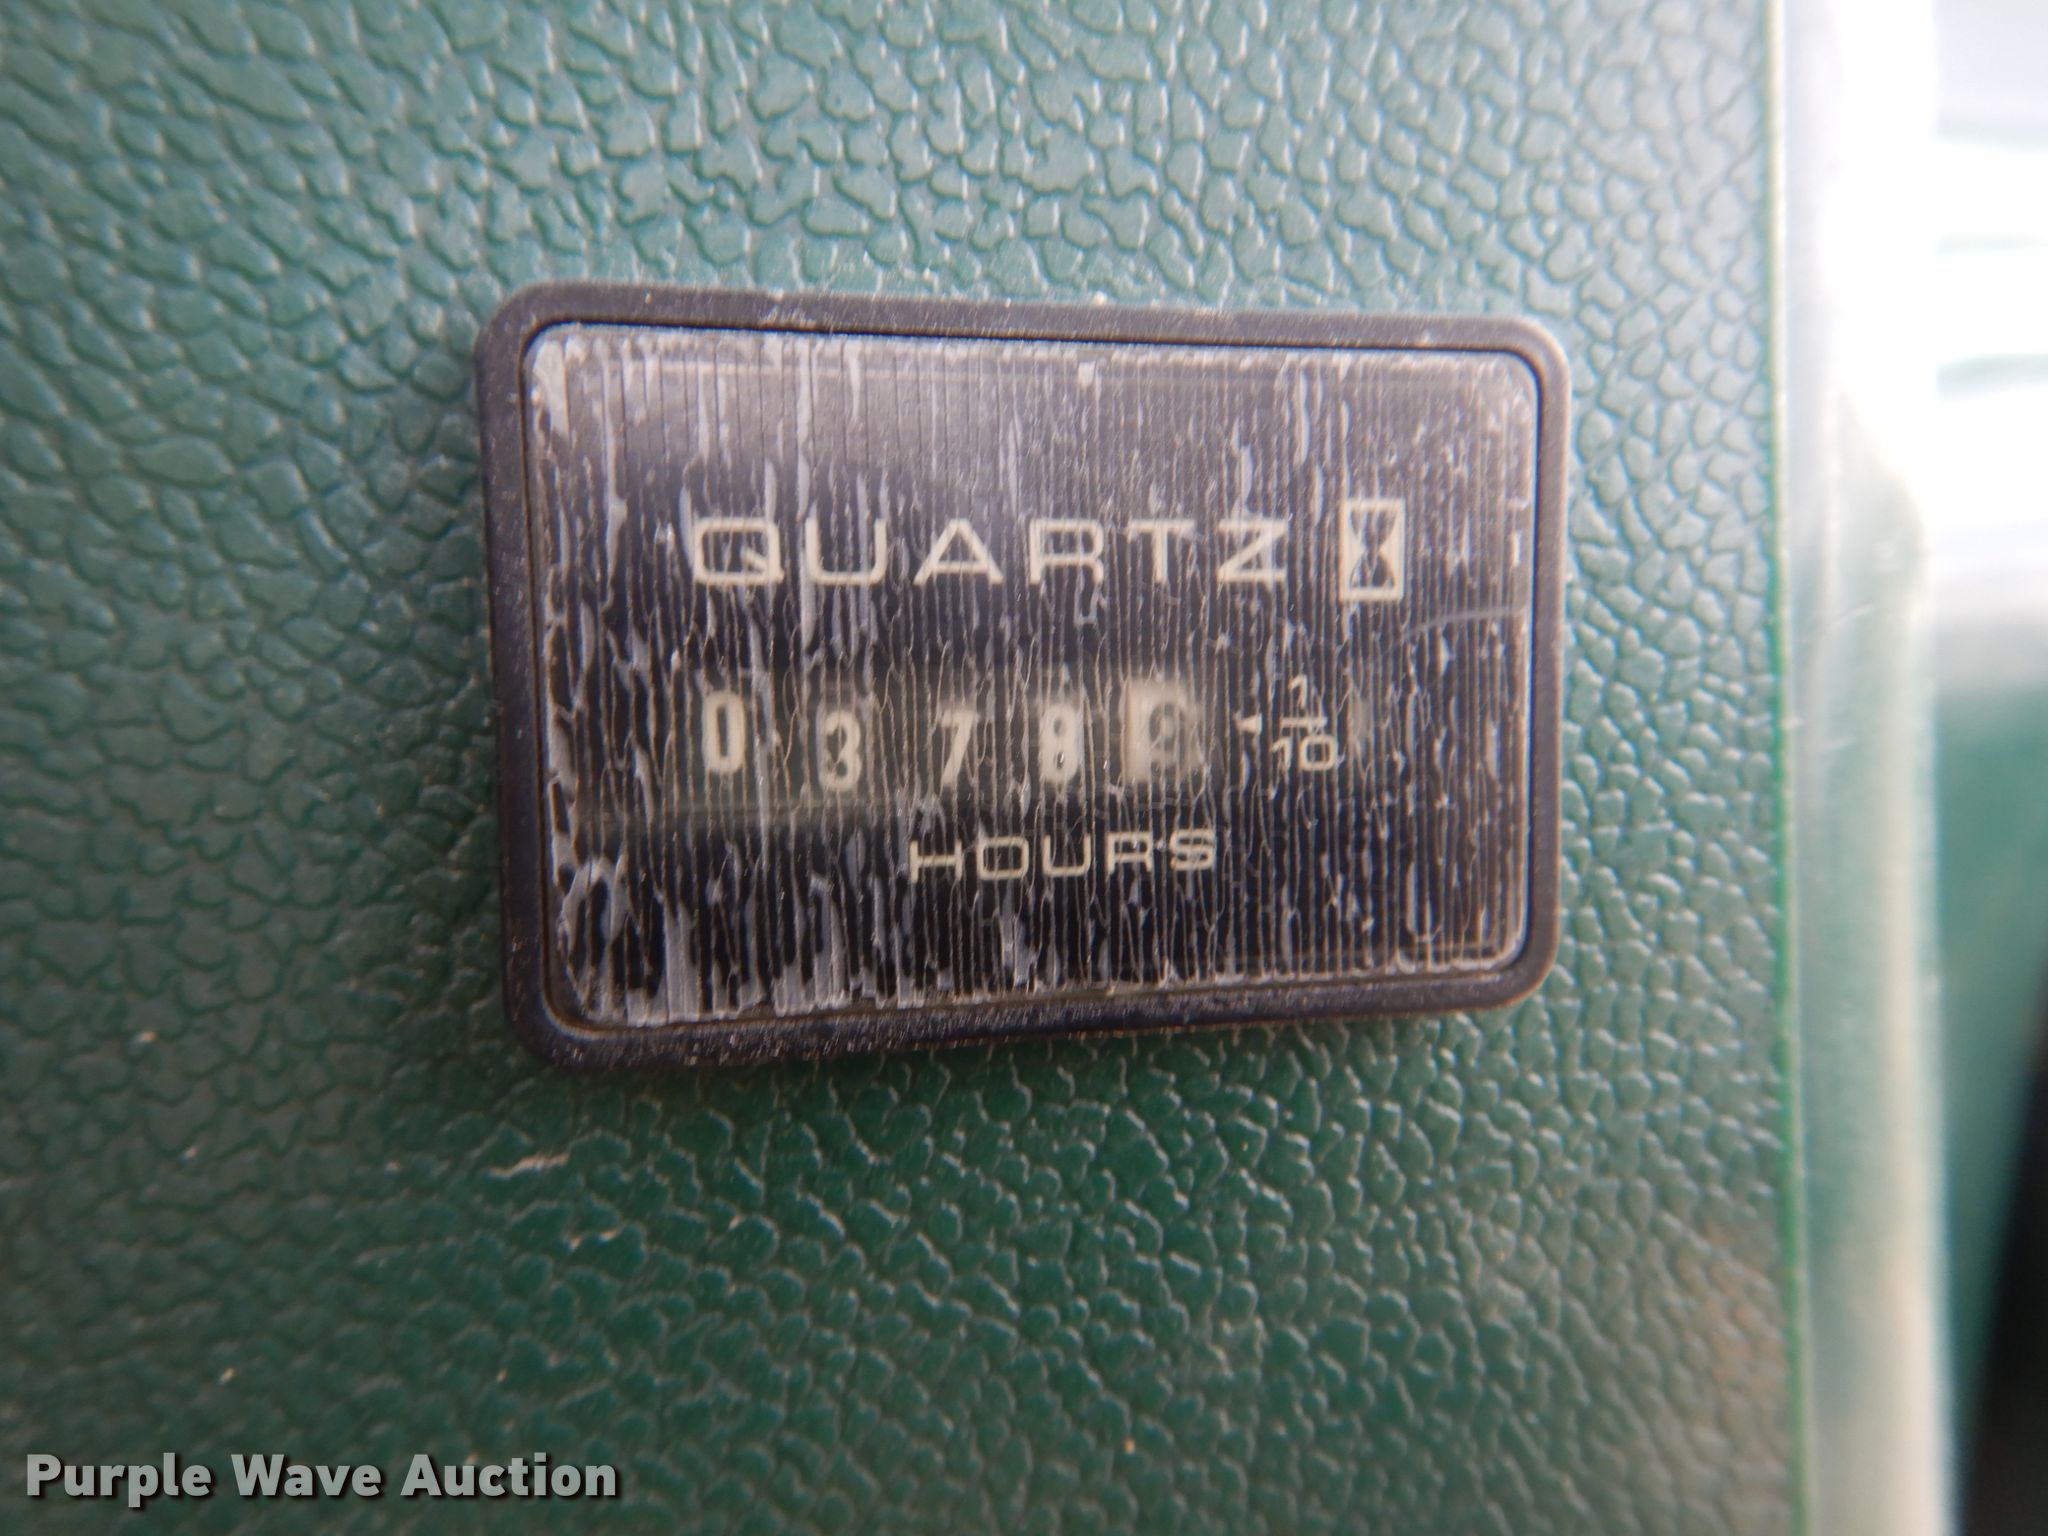 QUARTZ
0378
1
10
HOURS
Purple Wave Auction